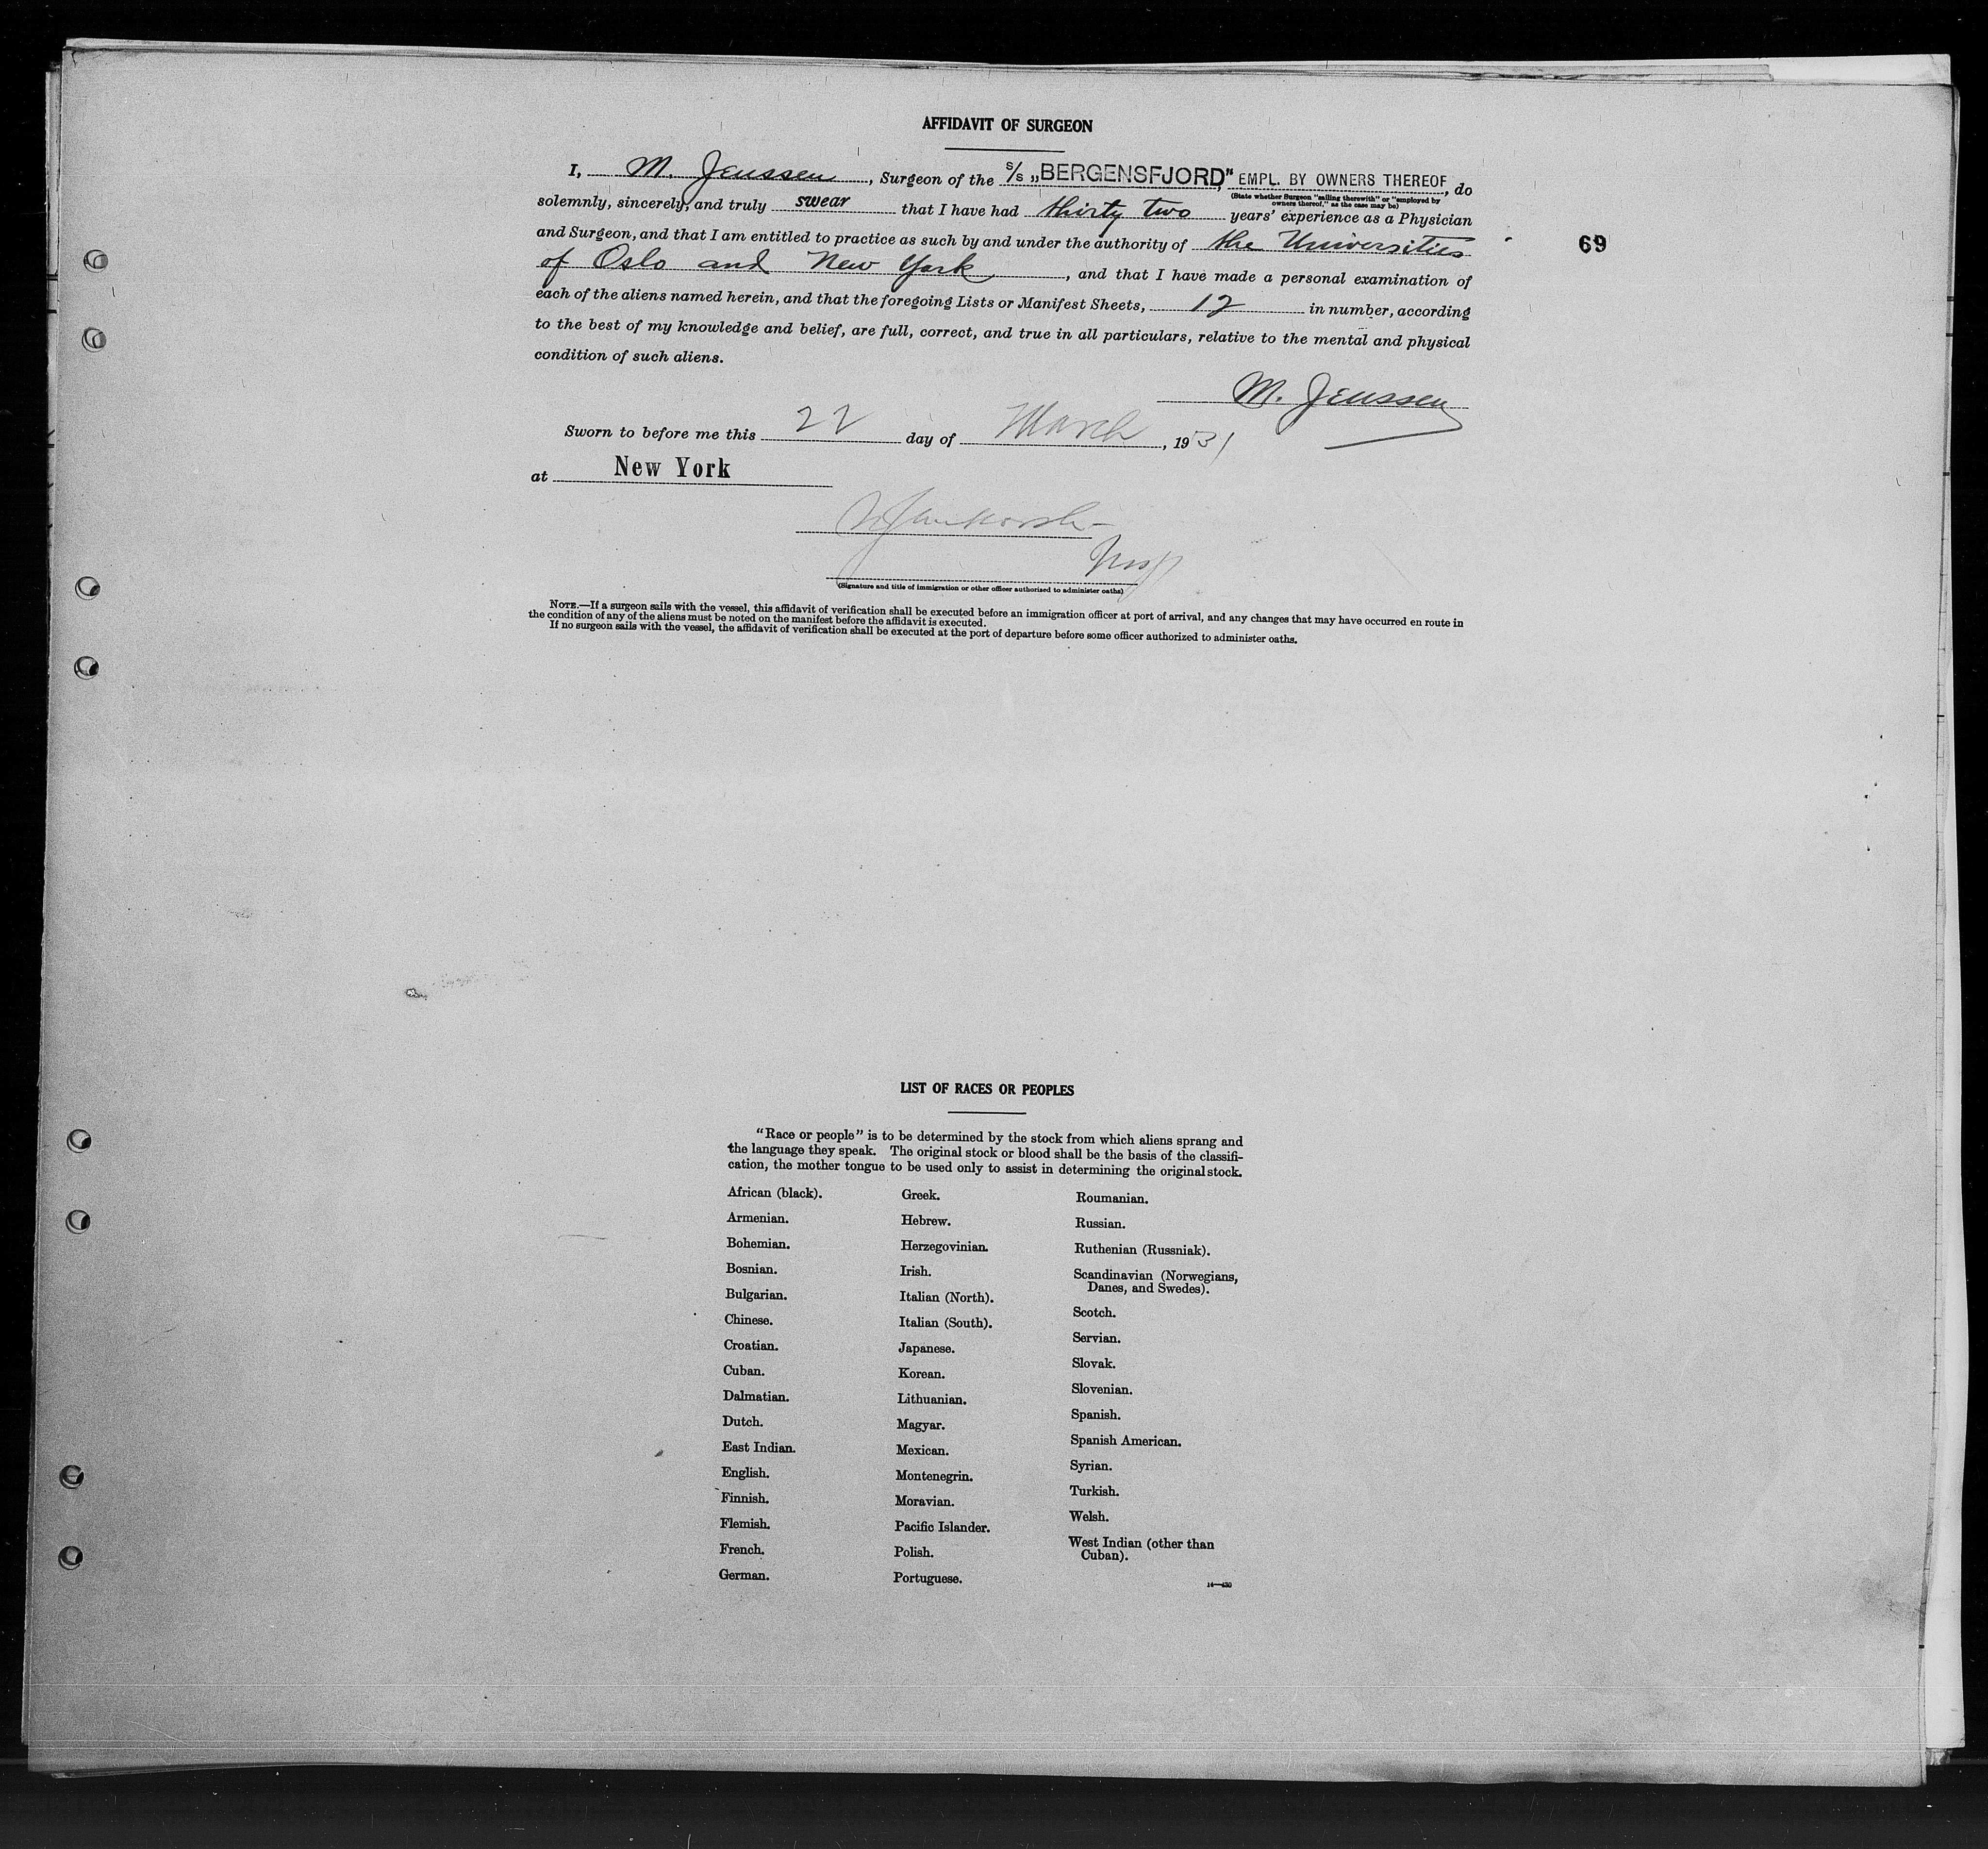 AFFIDAVIT OF SURGEON
I, M. Jenssen, Surgeon of the S/S „BERGENSFJORD," EMPL. BY OWNERS THEREOF, do
(State whether Surgeon "sailing therewith" or "employed by
owners thereof," as the case may be)
solemnly, sincerely, and truly swear that I have had thirty two years' experience as a Physician
and Surgeon, and that I am entitled to practice as such by and under the authority of the Universities
69
of Oslo and New York, and that I have made a personal examination of
each of the aliens named herein, and that the foregoing Lists or Manifest Sheets, 12 in number, according
to the best of my knowledge and belief, are full, correct, and true in all particulars, relative to the mental and physical
condition of such aliens.
M. Jenssen
Sworn to before me this 22 day of March, 1931
at New York
Insp
(Signature and title of immigration or other officer authorized to administer oaths)
NOTE.—If a surgeon sails with the vessel, this affidavit of verification shall be executed before an immigration officer at port of arrival, and any changes that may have occurred en route in
the condition of any of the aliens must be noted on the manifest before the affidavit is executed.
If no surgeon sails with the vessel, the affidavit of verification shall be executed at the port of departure before some officer authorized to administer oaths.
LIST OF RACES OR PEOPLES
"Race or people" is to be determined by the stock from which aliens sprang and
the language they speak. The original stock or blood shall be the basis of the classifi-
cation, the mother tongue to be used only to assist in determining the original stock.
African (black).
Armenian.
Bohemian.
Bosnian.
Bulgarian.
Chinese.
Croatian.
Cuban.
Dalmatian.
Dutch.
East Indian.
English.
Finnish.
Flemish.
French.
German.
Greek.
Hebrew.
Herzegovinian.
Irish.
Italian (North).
Italian (South).
Japanese.
Korean.
Lithuanian.
Magyar.
Mexican.
Montenegrin.
Moravian.
Pacific Islander.
Polish.
Portuguese.
Roumanian.
Russian.
Ruthenian (Russniak).
Scandinavian (Norwegians,
Danes, and Swedes).
Scotch.
Servian.
Slovak.
Slovenian.
Spanish.
Spanish American.
Syrian.
Turkish.
Welsh.
West Indian (other than
Cuban).
14—430